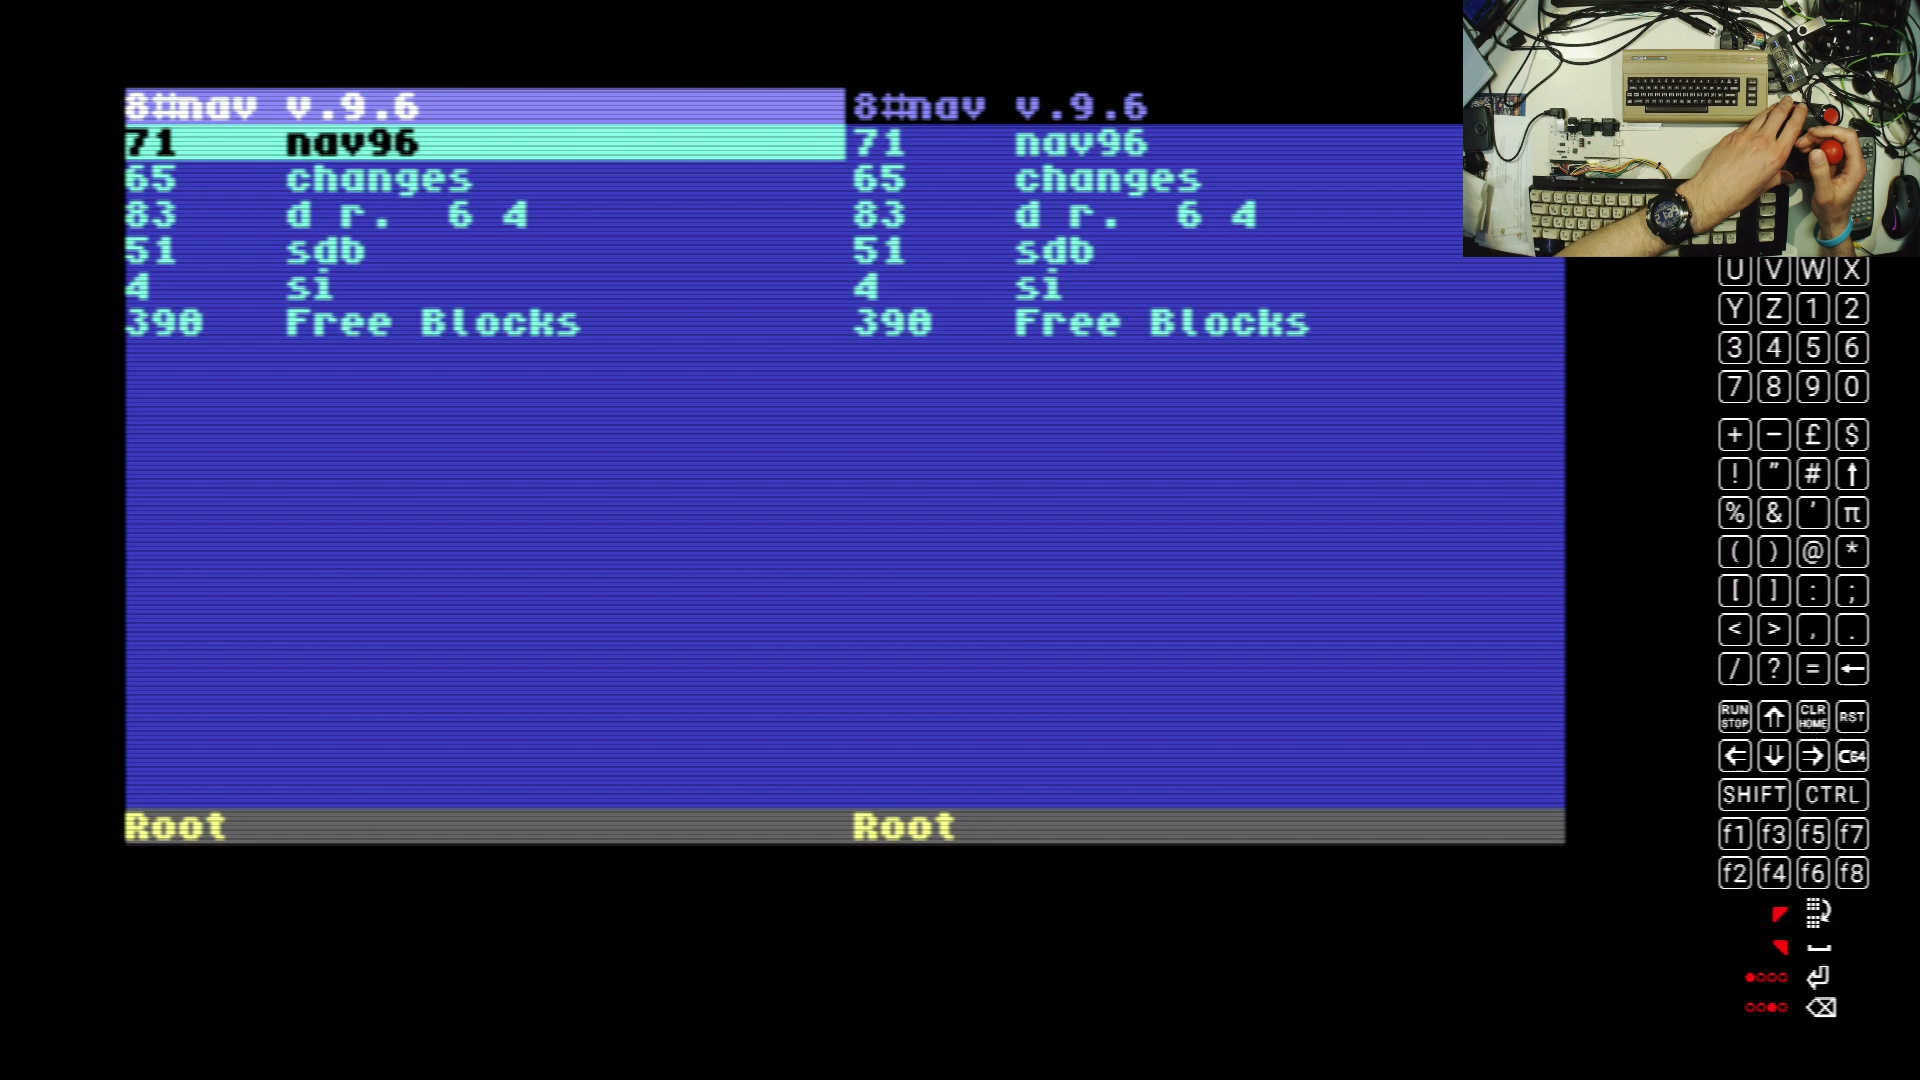 8#nav v.9.6
71 nav96
65 changes
83 d r. 6 4
51 sdb
4 si
390 Free Blocks
Root
8#nav v.9.6
71 nav96
65 changes
83 d r. 6 4
51 sdb
4 si
390 Free Blocks
Root
U V W X
Y Z 1 2
3 4 5 6
7 8 9 0
+ - £ $
! " # ↑
% & ' π
( ) @ *
[ ] : ;
< > , .
/ ? = ←
RUN STOP ⇑ CLR HOME RST
⇐ ⇓ ⇒ C64
SHIFT CTRL
f1 f3 f5 f7
f2 f4 f6 f8